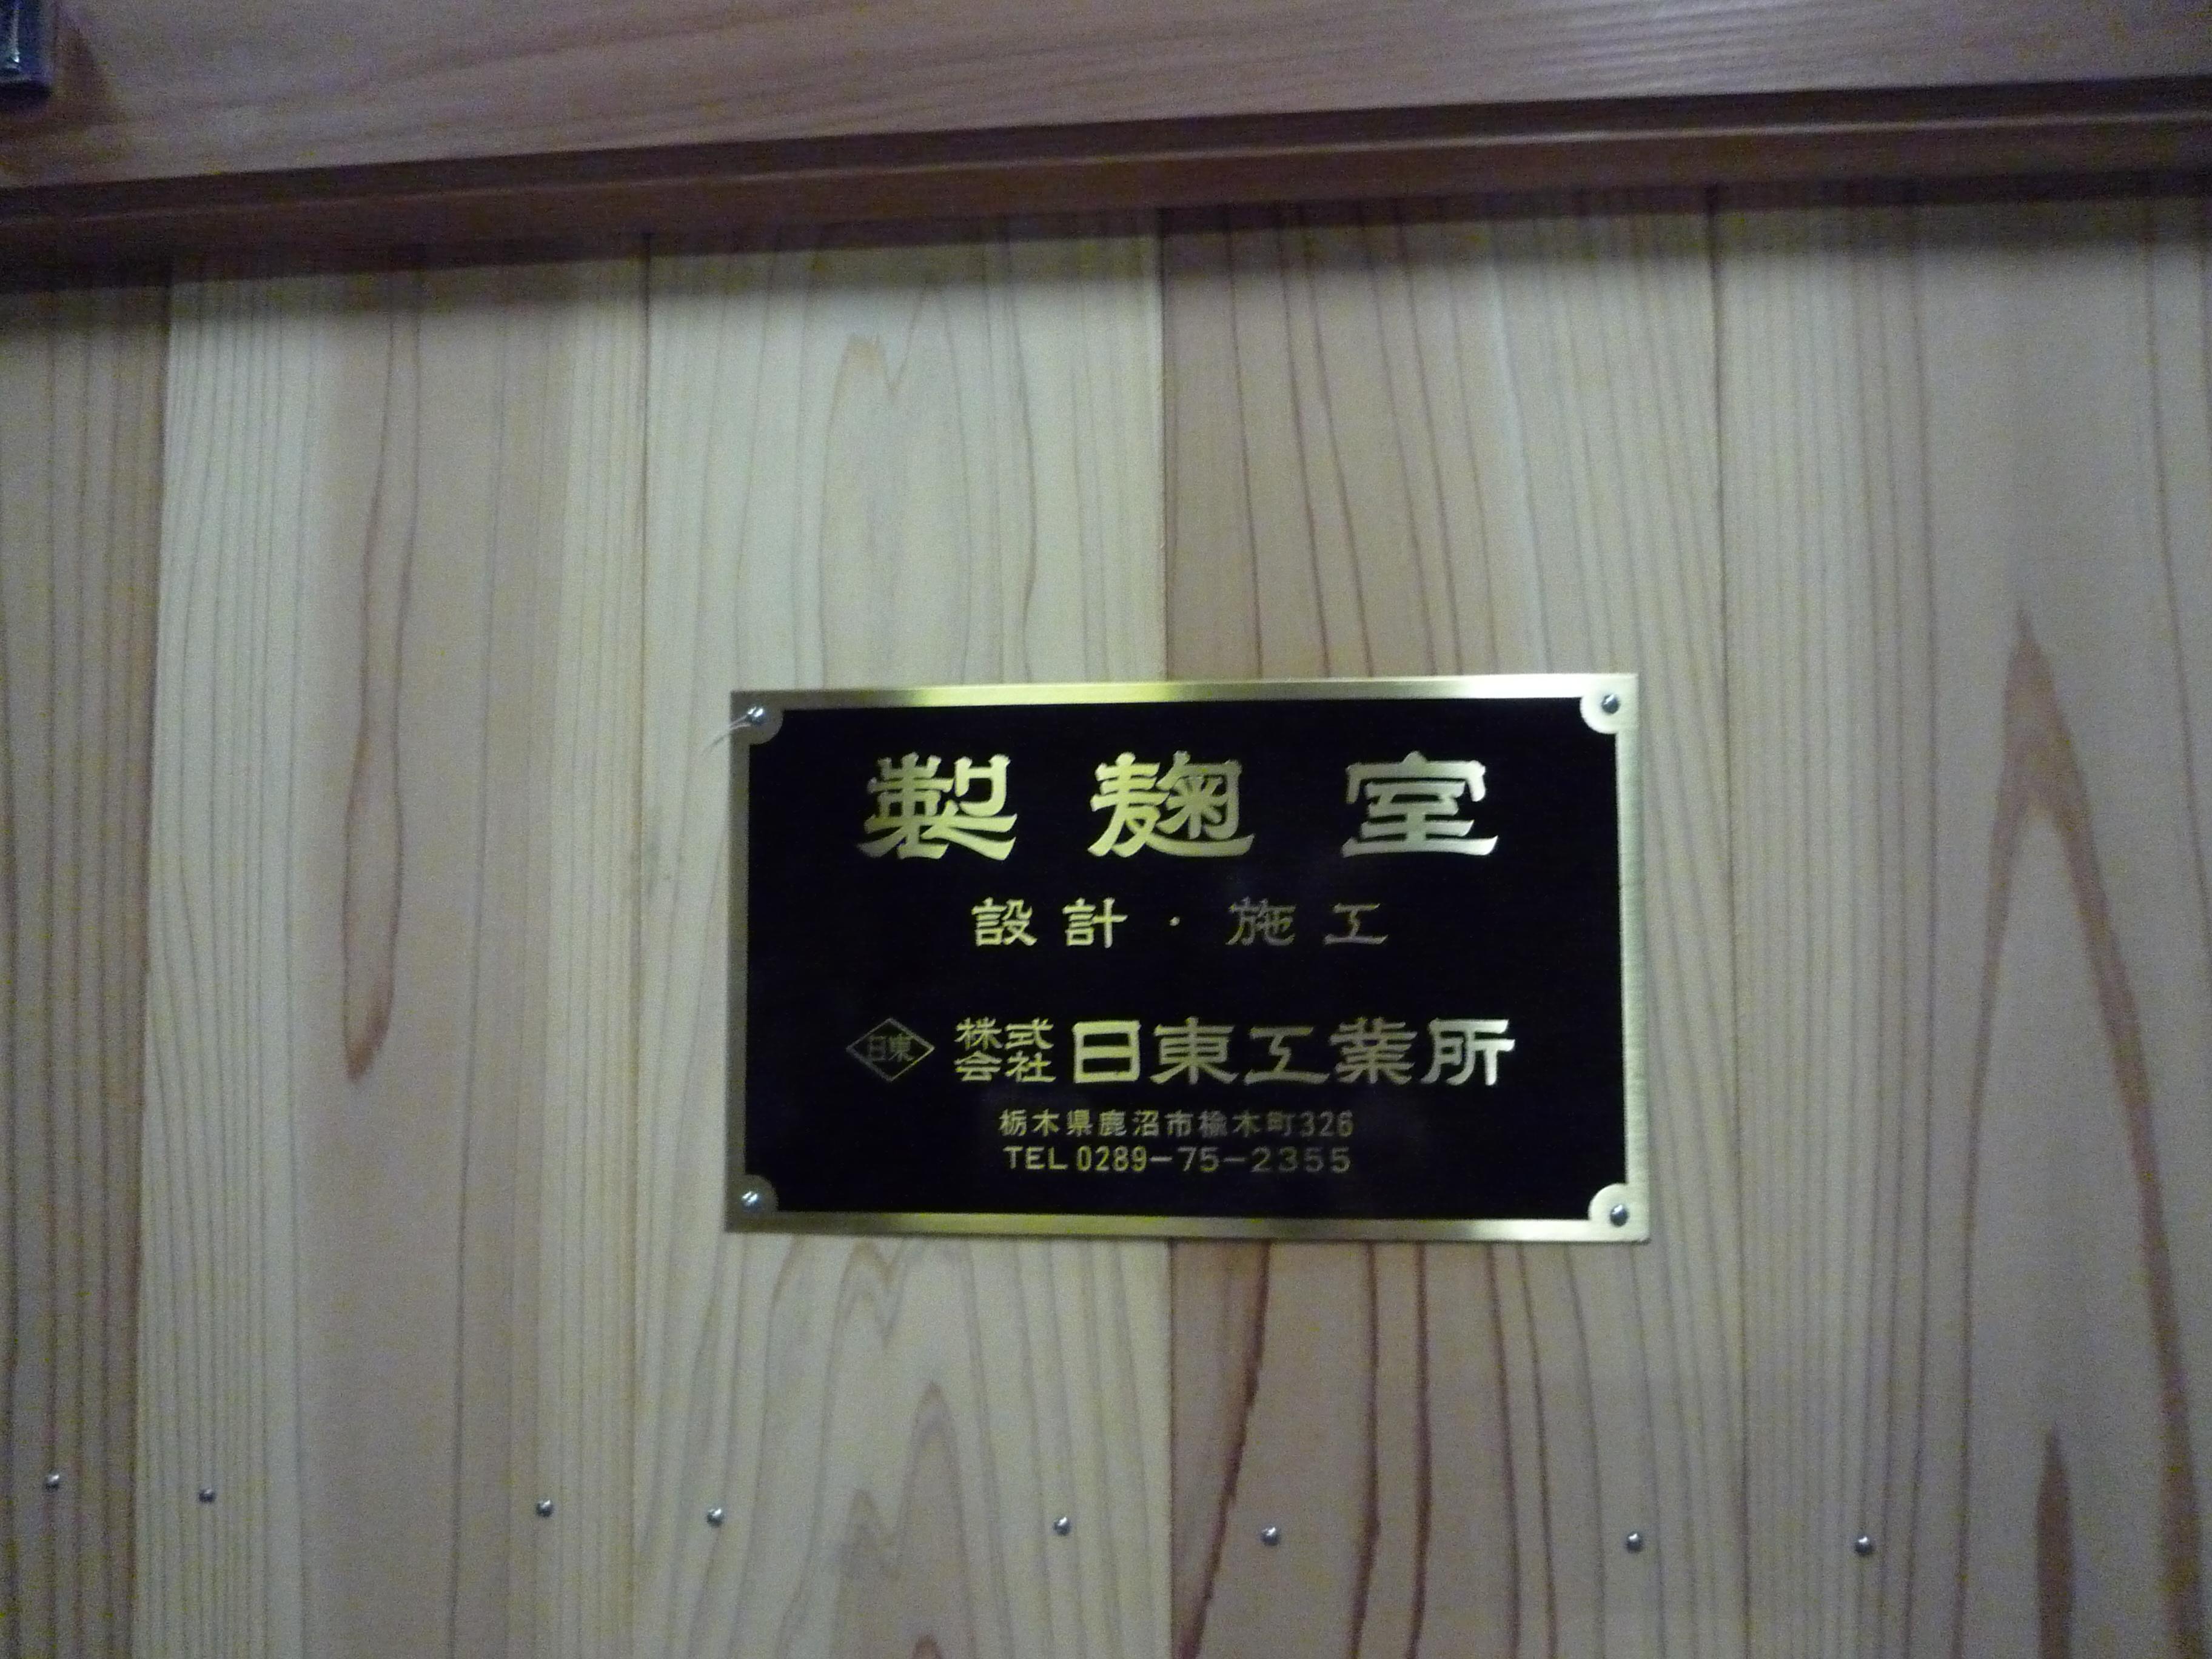 製麹室
設計・施工
日東 株式会社日東工業所
栃木県鹿沼市楡木町326
TEL 0289-75-2355